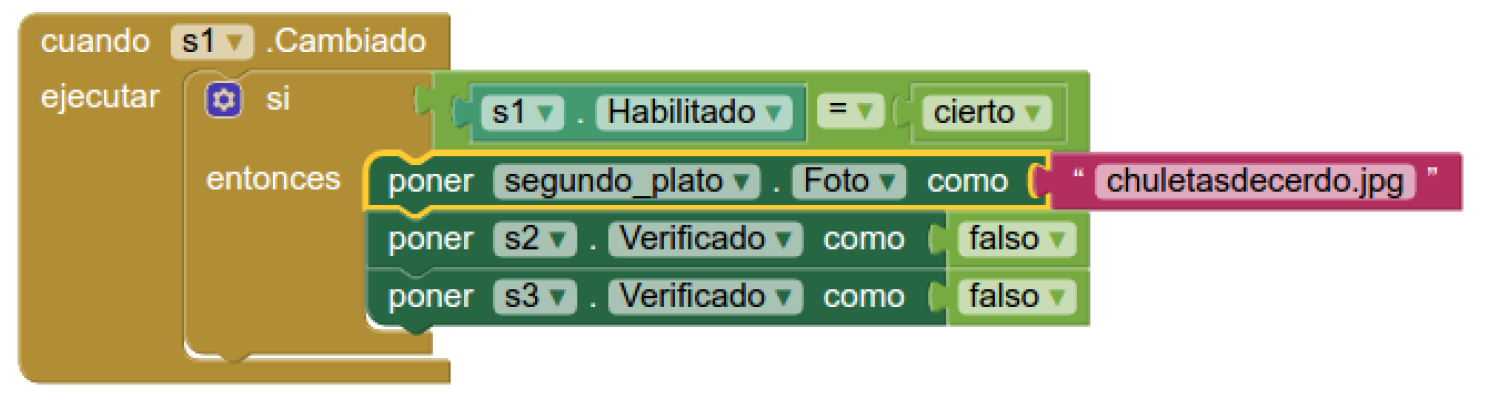 cuando s1 .Cambiado
ejecutar si s1 . Habilitado = cierto
entonces poner segundo_plato . Foto como “ chuletasdecerdo.jpg ”
poner s2 . Verificado como falso
poner s3 . Verificado como falso